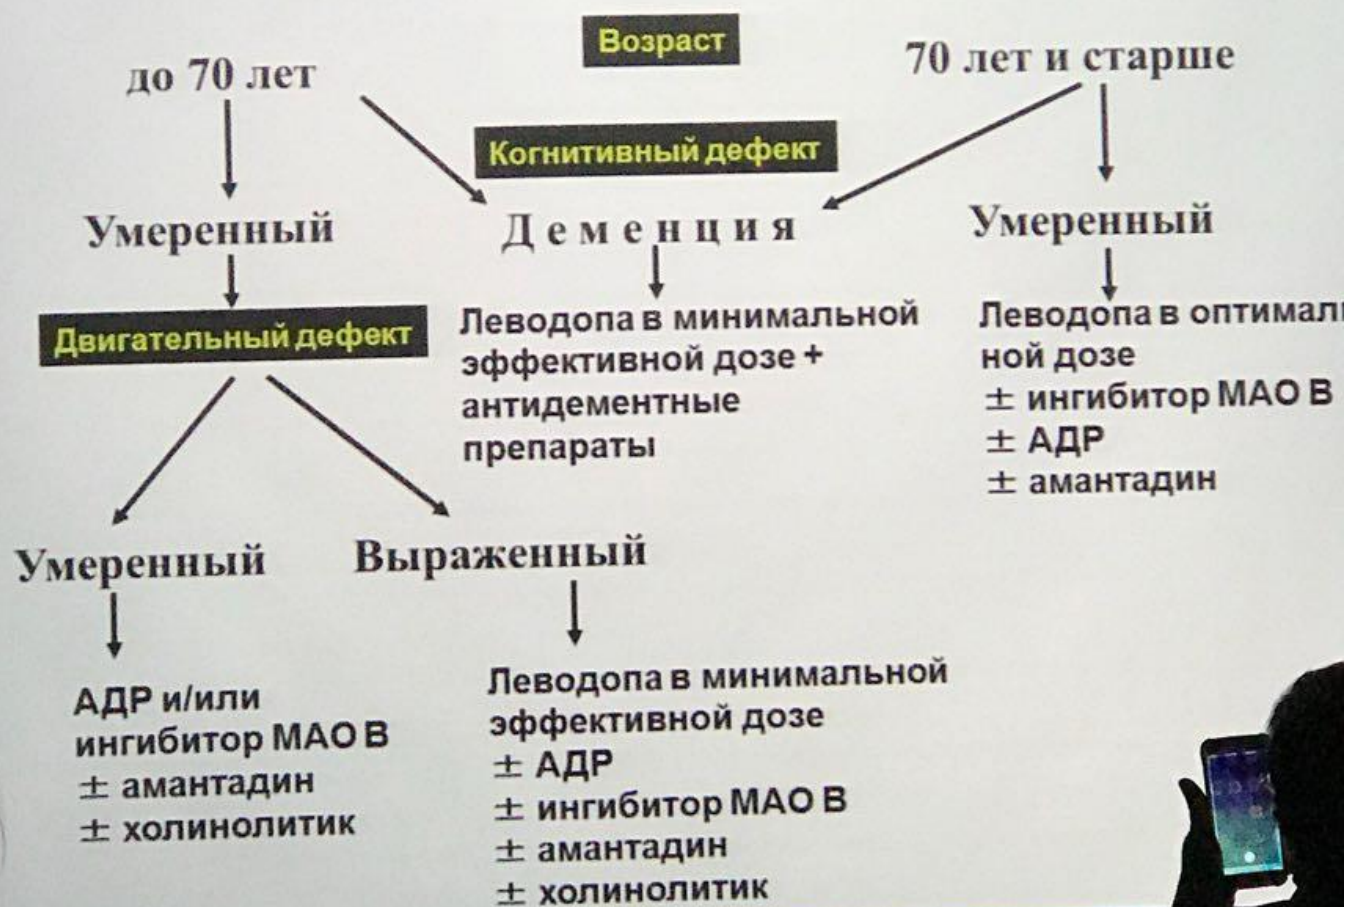 Возраст
до 70 лет
70 лет и старше
Когнитивный дефект
Умеренный
Деменция
Умеренный
Двигательный дефект
Леводопа в минимальной
эффективной дозе +
антидементные
препараты
Леводопа в оптималь
ной дозе
± ингибитор МАО В
± АДР
± амантадин
Умеренный
Выраженный
АДР и/или
ингибитор МАО В
± амантадин
± холинолитик
Леводопа в минимальной
эффективной дозе
± АДР
± ингибитор МАО В
± амантадин
± холинолитик